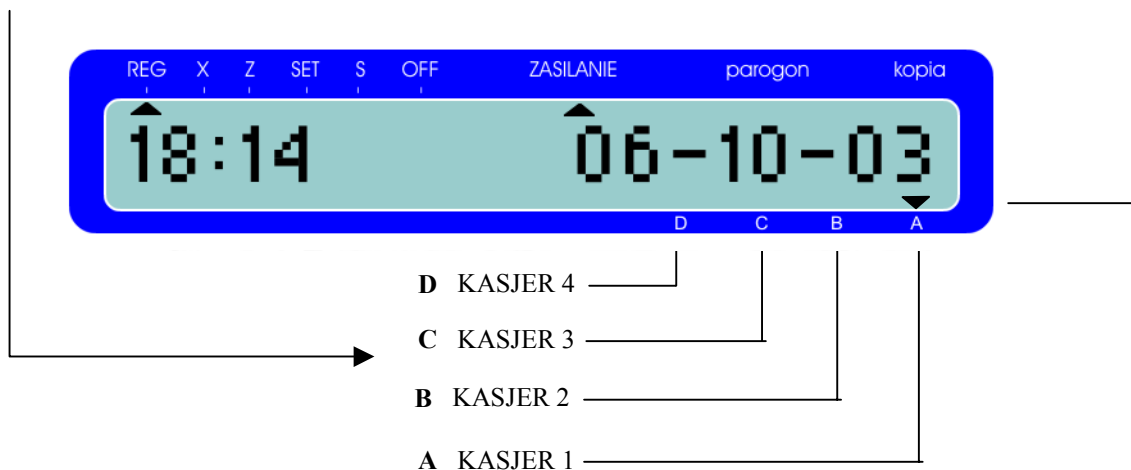 REG X Z SET S OFF ZASILANIE parogon kopia
18:14 06-10-03
D C B A
D KASJER 4
C KASJER 3
B KASJER 2
A KASJER 1